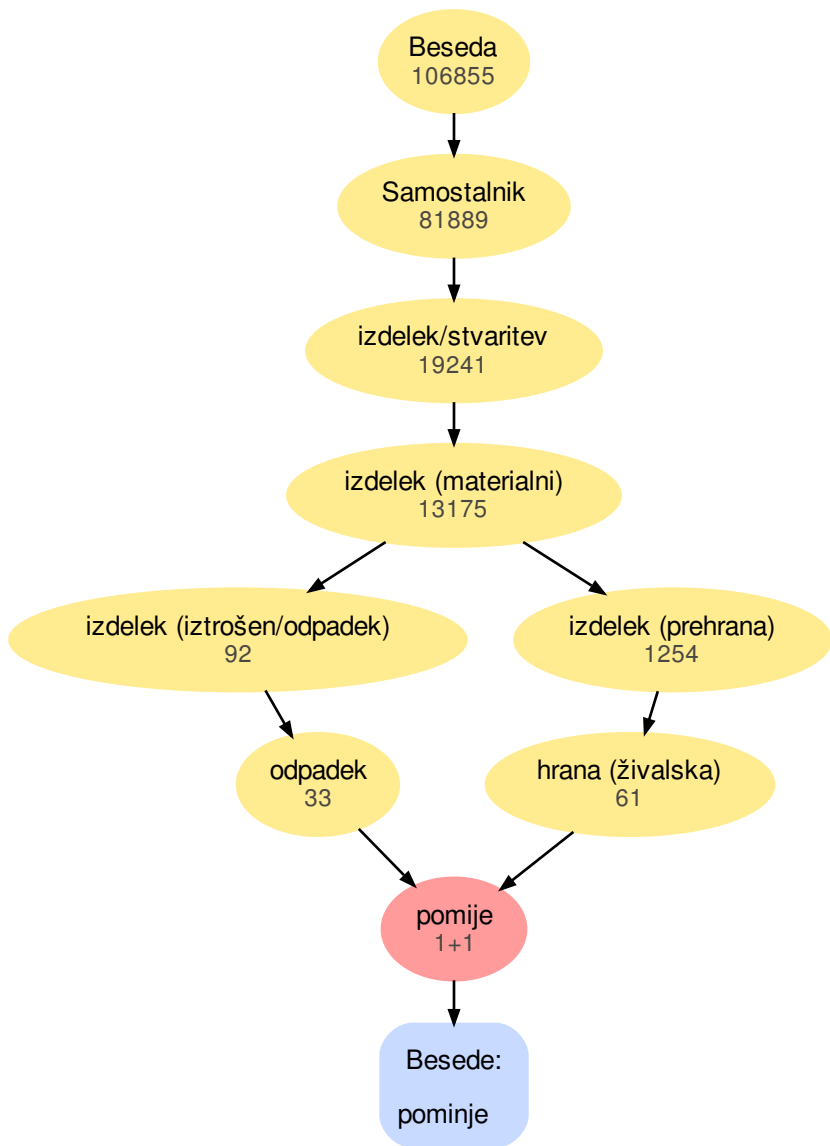 Beseda
106855
Samostalnik
81889
izdelek/stvaritev
19241
izdelek (materialni)
13175
izdelek (iztrošen/odpadek)
92
izdelek (prehrana)
1254
odpadek
33
hrana (živalska)
61
pomije
1+1
Besede:
pominje